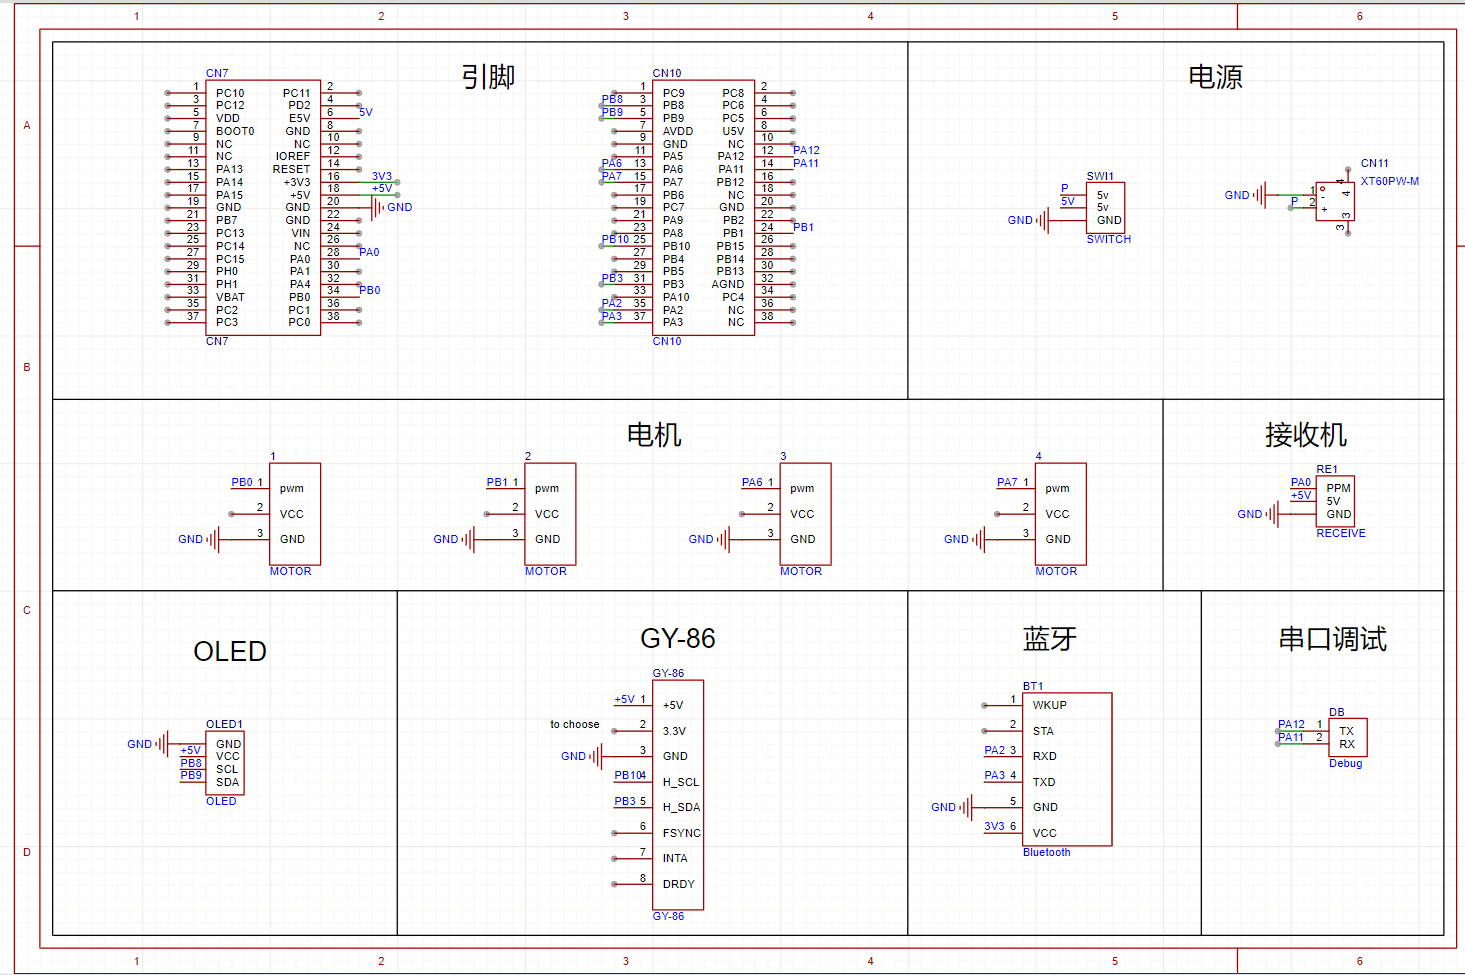 1 2 3 4 5 6
A
B
C
D
引脚
CN7
1 PC10 PC11 2
3 PC12 PD2 4
5 VDD E5V 6 5V
7 BOOT0 GND 8
9 NC NC 10
11 NC IOREF 12
13 PA13 RESET 14
15 PA14 +3V3 16 3V3
17 PA15 +5V 18 +5V
19 GND GND 20 GND
21 PB7 GND 22
23 PC13 VIN 24
25 PC14 NC 26
27 PC15 PA0 28 PA0
29 PH0 PA1 30
31 PH1 PA4 32
33 VBAT PB0 34 PB0
35 PC2 PC1 36
37 PC3 PC0 38
CN7
CN10
1 PC9 PC8 2
PB8 3 PB8 PC6 4
PB9 5 PB9 PC5 6
7 AVDD U5V 8
9 GND NC 10
11 PA5 PA12 12 PA12
PA6 13 PA6 PA11 14 PA11
PA7 15 PA7 PB12 16
17 PB6 NC 18
19 PC7 GND 20
21 PA9 PB2 22
23 PA8 PB1 24 PB1
PB10 25 PB10 PB15 26
27 PB4 PB14 28
29 PB5 PB13 30
PB3 31 PB3 AGND 32
33 PA10 PC4 34
PA2 35 PA2 NC 36
PA3 37 PA3 NC 38
CN10
电源
SWI1
P 5v
5V 5v
GND GND
SWITCH
CN11
XT60PW-M
GND 1 -
P 2 +
4 4
3 3
电机
1
PB0 1 pwm
2 VCC
GND 3 GND
MOTOR
2
PB1 1 pwm
2 VCC
GND 3 GND
MOTOR
3
PA6 1 pwm
2 VCC
GND 3 GND
MOTOR
4
PA7 1 pwm
2 VCC
GND 3 GND
MOTOR
接收机
RE1
PA0 PPM
+5V 5V
GND GND
RECEIVE
OLED
OLED1
GND GND
+5V VCC
PB8 SCL
PB9 SDA
OLED
GY-86
GY-86
+5V 1 +5V
to choose 2 3.3V
GND 3 GND
PB10 4 H_SCL
PB3 5 H_SDA
6 FSYNC
7 INTA
8 DRDY
GY-86
蓝牙
BT1
1 WKUP
2 STA
PA2 3 RXD
PA3 4 TXD
GND 5 GND
3V3 6 VCC
Bluetooth
串口调试
DB
PA12 1 TX
PA11 2 RX
Debug
1 2 3 4 5 6